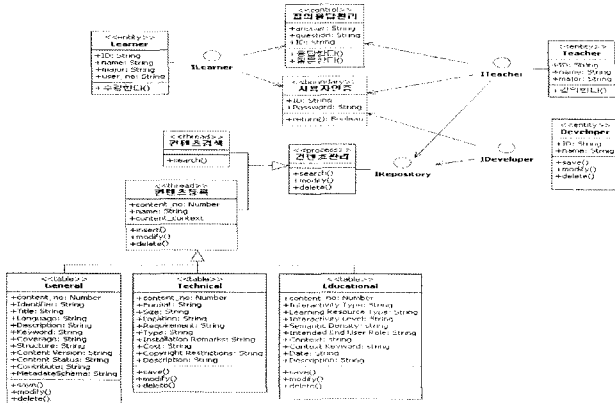 <<entity>>
Learner
+ID: String
+name: String
+major: String
+user_no: String
+수강한다()
ILearner
<<control>>
질의응답관리
+answer: String
+question: String
+ID: String
+응답한다()
+질문한다()
<<boundary>>
사용자인증
+ID: String
+Password: String
+return(): Boolean
ITeacher
<<entity>>
Teacher
+ID: String
+name: String
+major: String
+강의한다()
<<entity>>
Developer
+ID: String
+name: String
+save()
+modify()
+delete()
IDeveloper
IRepository
<<thread>>
컨텐츠검색
+search()
<<process>>
컨텐츠관리
+search()
+modify()
+delete()
<<thread>>
컨텐츠등록
+content_no: Number
+name: String
+content_context
+insert()
+modify()
+delete()
<<table>>
General
+content_no: Number
+Identifier: String
+Title: String
+Language: String
+Description: String
+Keyword: String
+Coverage: String
+Structure: String
+Content Version: String
+Content Status: String
+Contribute: String
+MetadataSchema: String
+save()
+modify()
+delete()
<<table>>
Technical
+content_no: Number
+Format: String
+Size: String
+Location: String
+Requirement: String
+Type: String
+Installation Remarks: String
+Cost: String
+Copyright Restrictions: String
+Description: String
+save()
+modify()
+delete()
<<table>>
Educational
+content_no: Number
+Interactivity Type: String
+Learning Resource Type: String
+Interactivity Level: String
+Semantic Density: String
+Intended End User Role: String
+Context: String
+Context Keyword: String
+Date: String
+Description: String
+save()
+modify()
+delete()